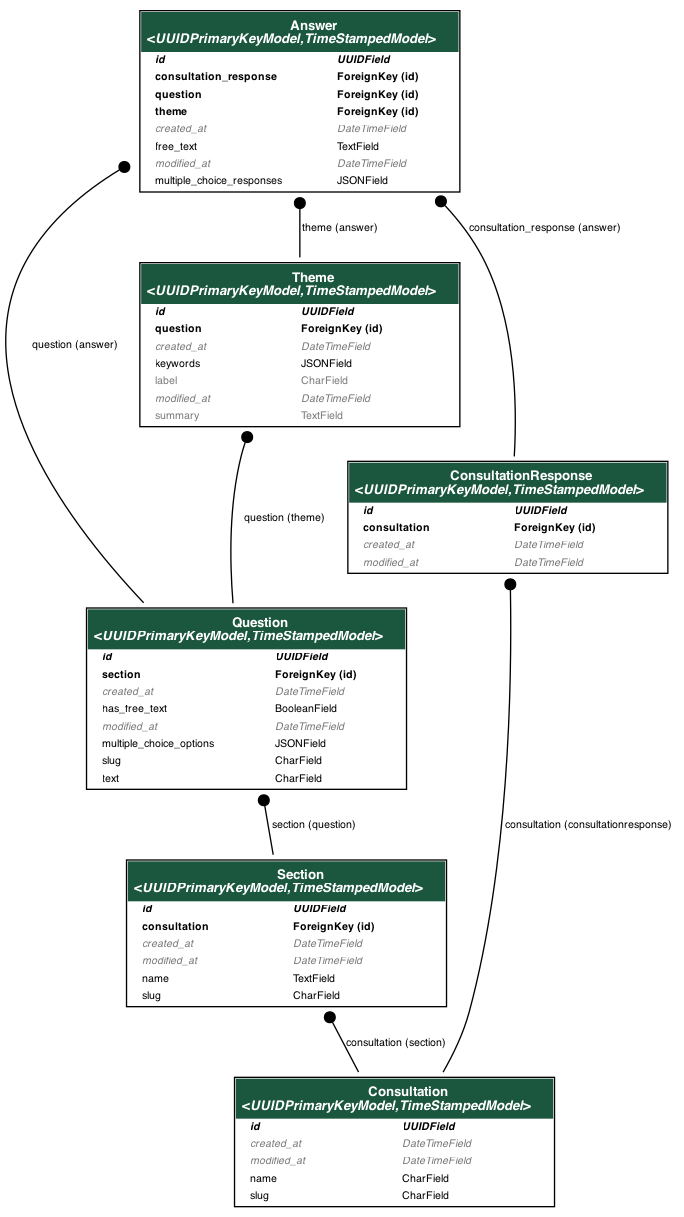 Answer
<UUIDPrimaryKeyModel,TimeStampedModel>
id UUIDField
consultation_response ForeignKey (id)
question ForeignKey (id)
theme ForeignKey (id)
created_at DateTimeField
free_text TextField
modified_at DateTimeField
multiple_choice_responses JSONField
theme (answer)
consultation_response (answer)
Theme
<UUIDPrimaryKeyModel,TimeStampedModel>
id UUIDField
question ForeignKey (id)
created_at DateTimeField
keywords JSONField
label CharField
modified_at DateTimeField
summary TextField
question (answer)
question (theme)
ConsultationResponse
<UUIDPrimaryKeyModel,TimeStampedModel>
id UUIDField
consultation ForeignKey (id)
created_at DateTimeField
modified_at DateTimeField
Question
<UUIDPrimaryKeyModel,TimeStampedModel>
id UUIDField
section ForeignKey (id)
created_at DateTimeField
has_free_text BooleanField
modified_at DateTimeField
multiple_choice_options JSONField
slug CharField
text CharField
section (question)
consultation (consultationresponse)
Section
<UUIDPrimaryKeyModel,TimeStampedModel>
id UUIDField
consultation ForeignKey (id)
created_at DateTimeField
modified_at DateTimeField
name TextField
slug CharField
consultation (section)
Consultation
<UUIDPrimaryKeyModel,TimeStampedModel>
id UUIDField
created_at DateTimeField
modified_at DateTimeField
name CharField
slug CharField